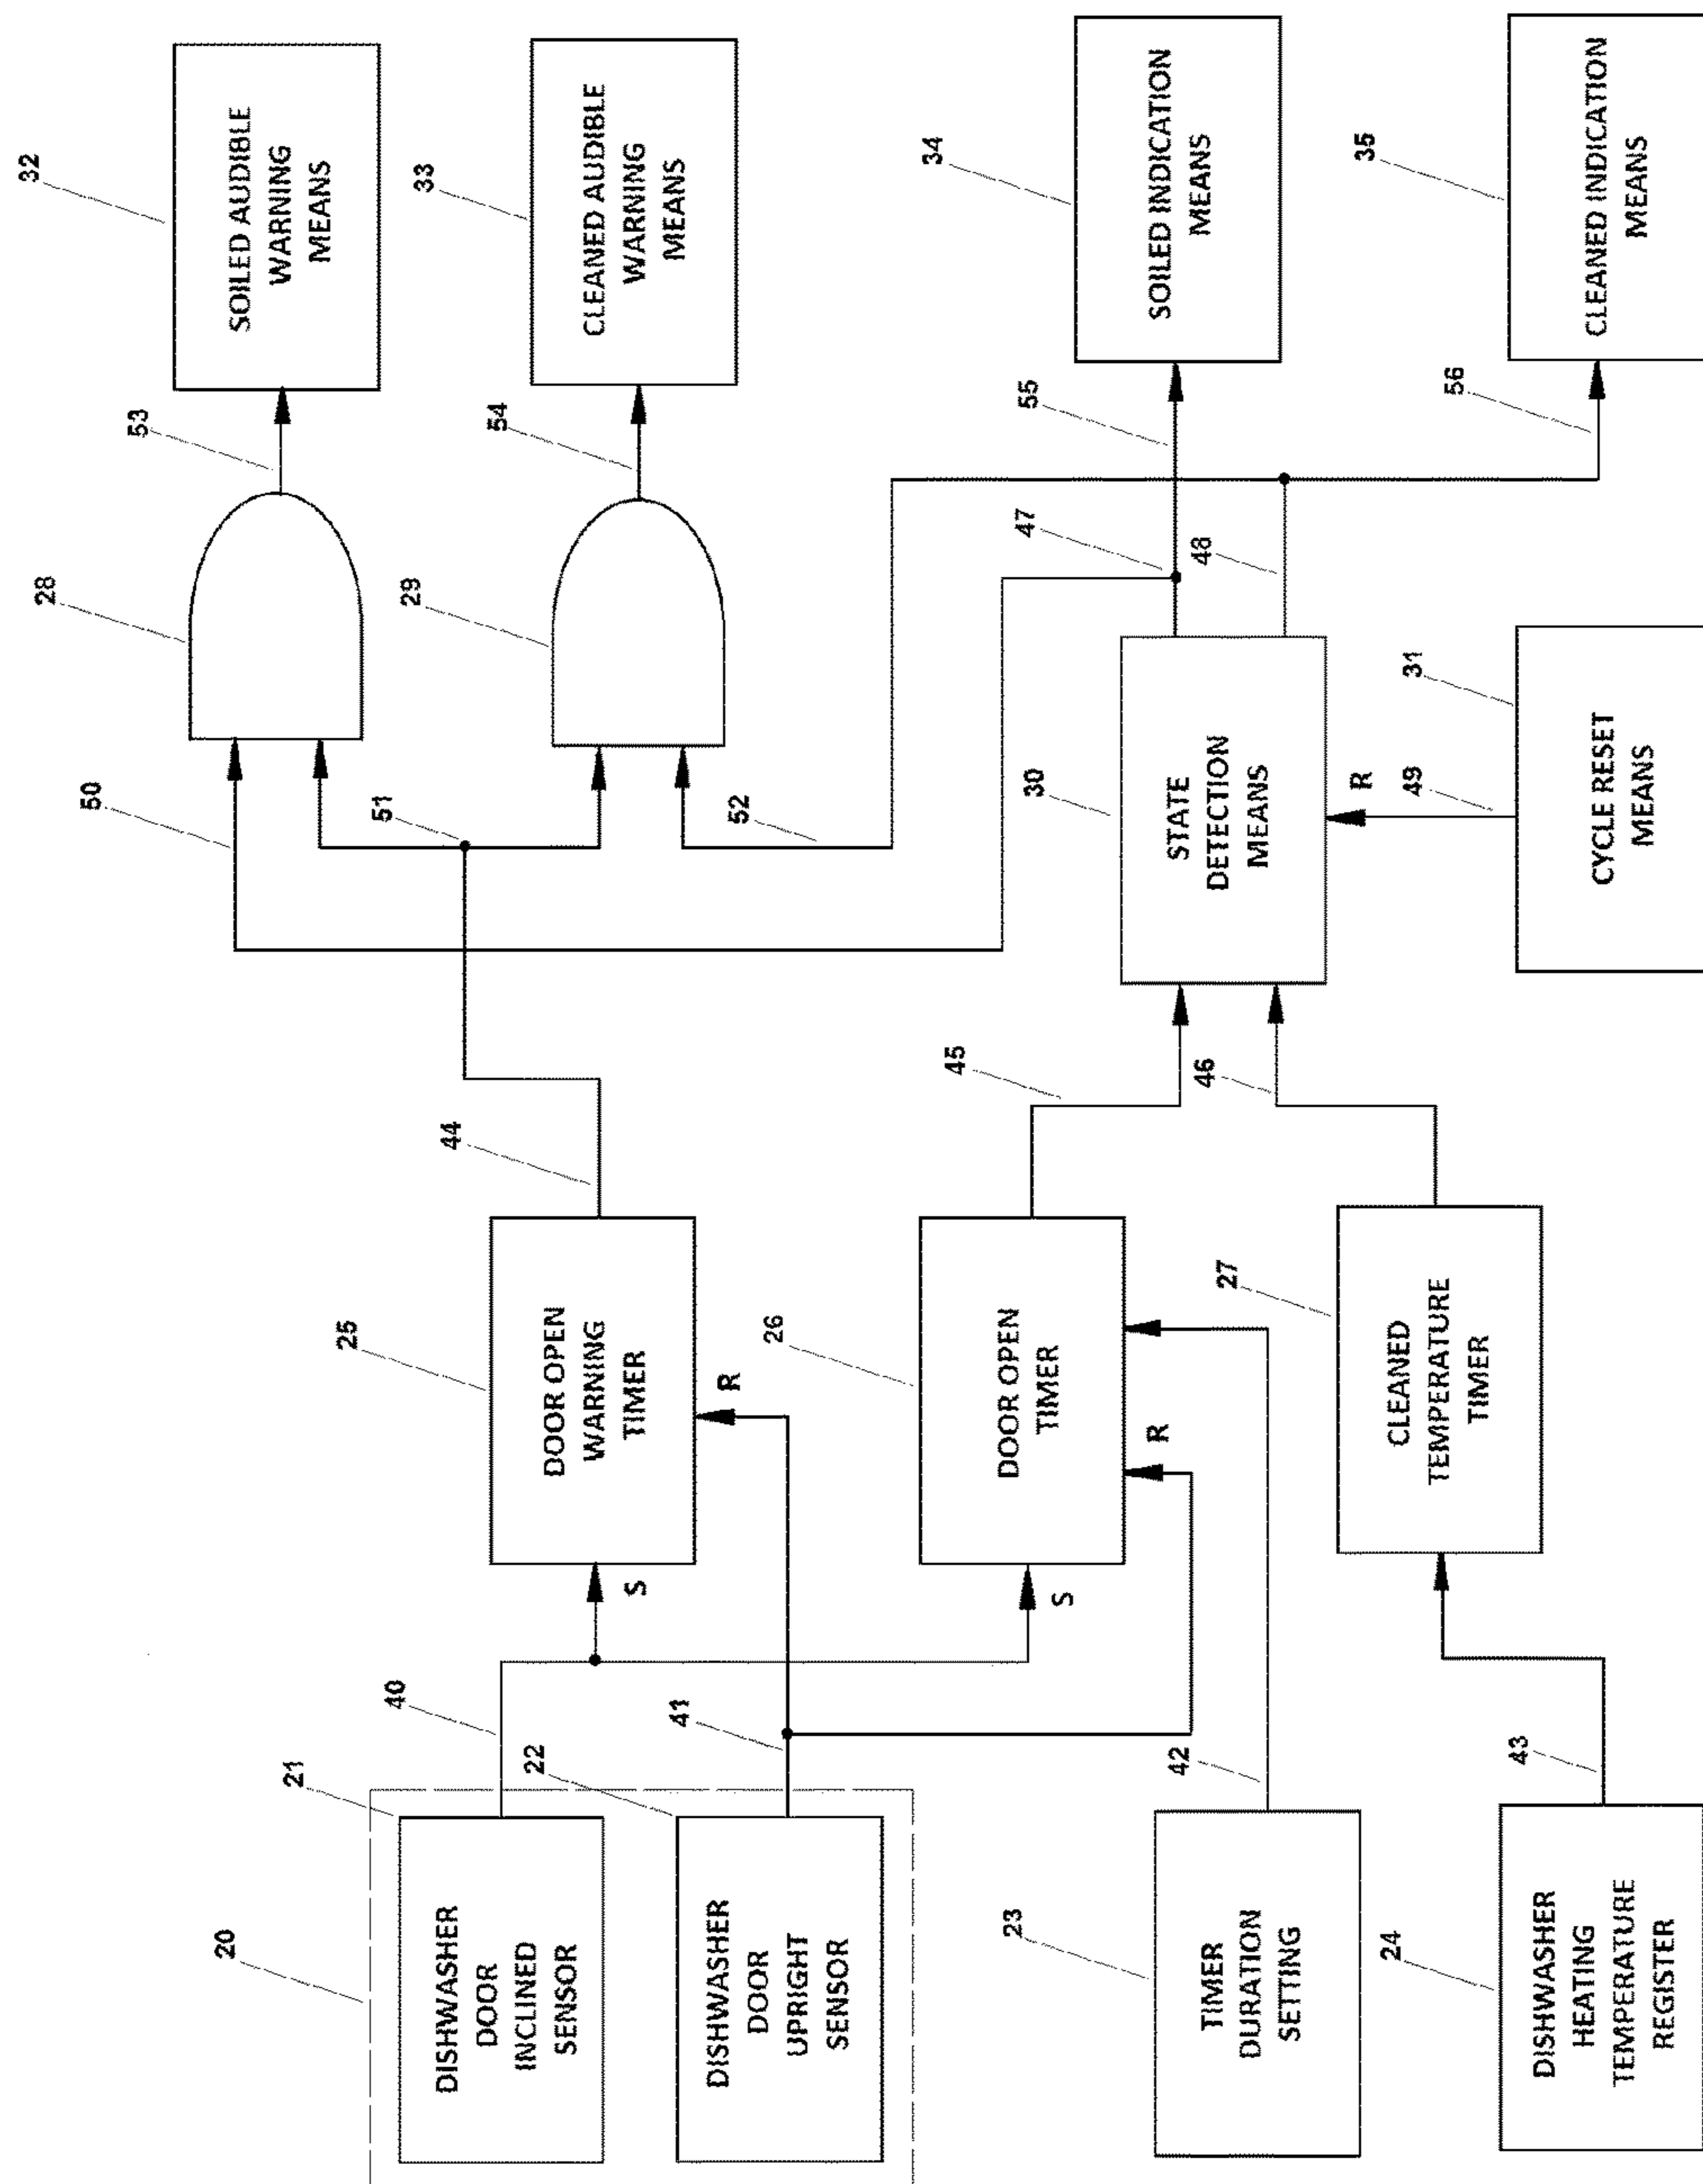 20
21
DISHWASHER
DOOR
INCLINED
SENSOR
40
22
DISHWASHER
DOOR
UPRIGHT
SENSOR
41
23
TIMER
DURATION
SETTING
42
24
DISHWASHER
HEATING
TEMPERATURE
REGISTER
43
25
DOOR OPEN
WARNING
TIMER
S
R
44
26
DOOR OPEN
TIMER
S
R
45
27
CLEANED
TEMPERATURE
TIMER
46
50
51
52
28
29
30
STATE
DETECTION
MEANS
R
49
31
CYCLE RESET
MEANS
47
48
53
54
55
56
32
SOILED AUDIBLE
WARNING
MEANS
33
CLEANED AUDIBLE
WARNING
MEANS
34
SOILED INDICATION
MEANS
35
CLEANED INDICATION
MEANS